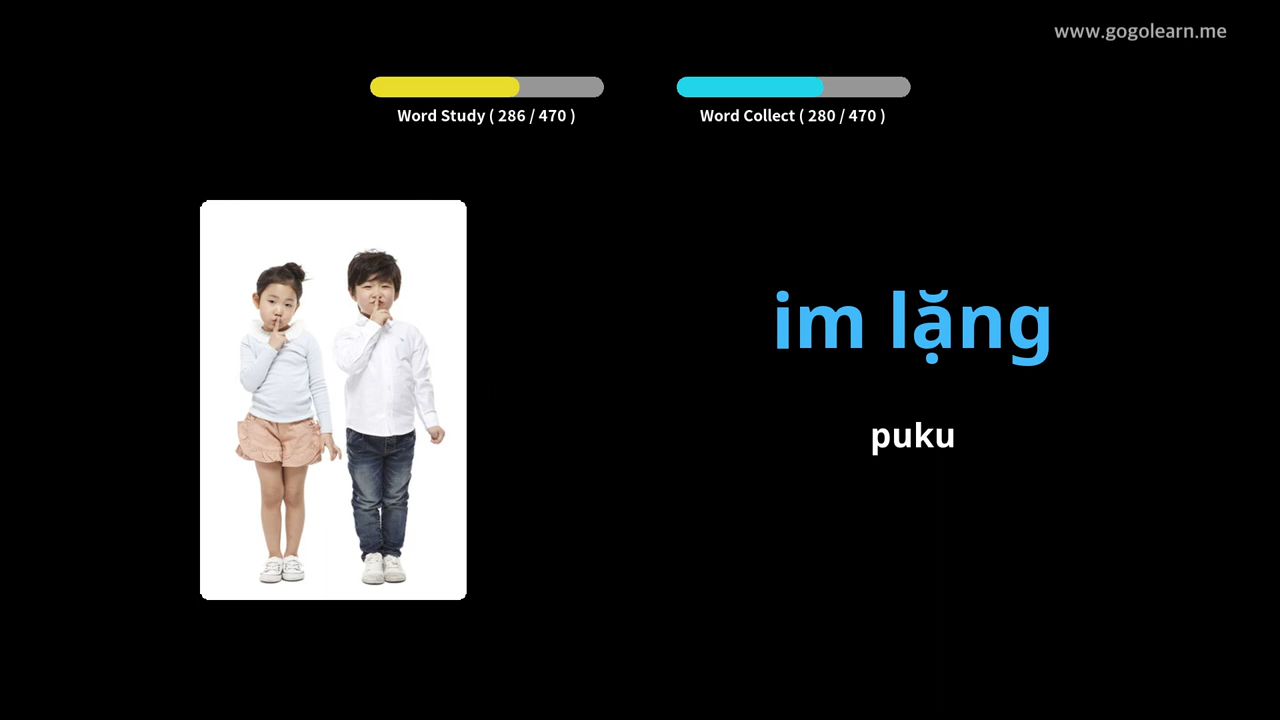 www.gogolearn.me
Word Study ( 286 / 470 )
Word Collect ( 280 / 470 )
im lặng
puku